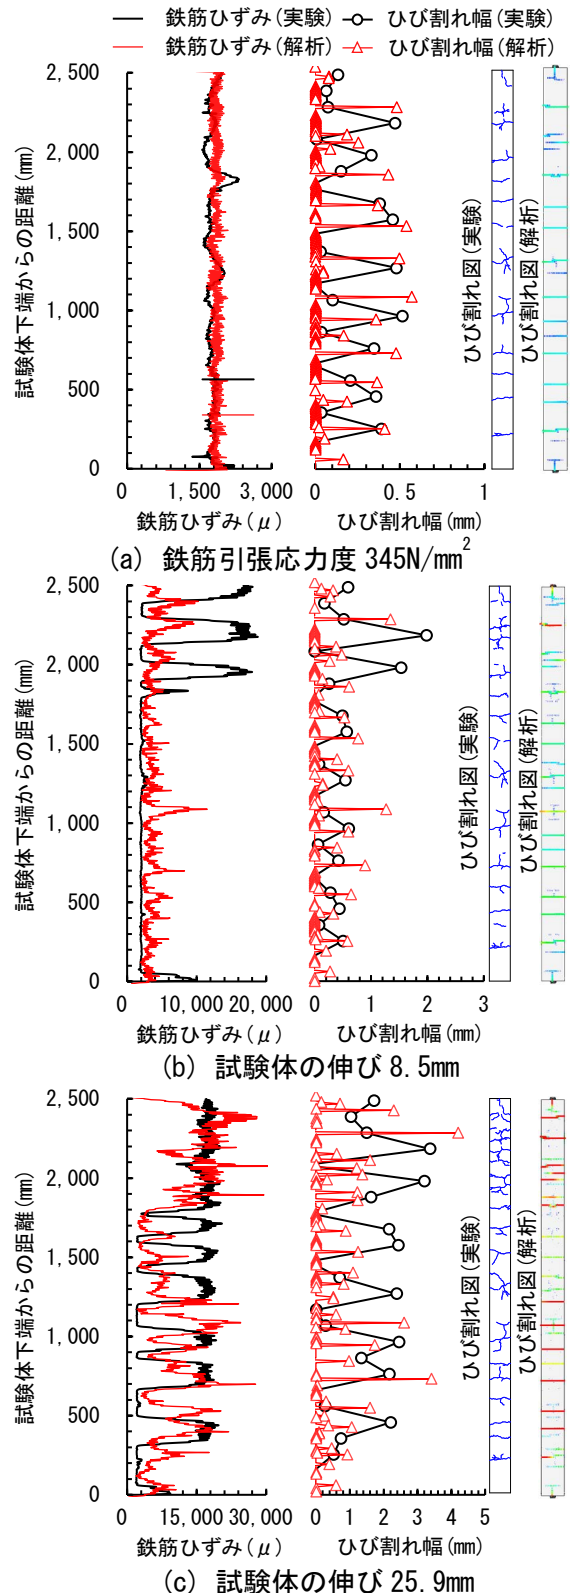 鉄筋ひずみ(実験) ひび割れ幅(実験)
鉄筋ひずみ(解析) ひび割れ幅(解析)
試験体下端からの距離(mm)
2,500
2,000
1,500
1,000
500
0
0 1,500 3,000
鉄筋ひずみ(μ)
0 0.5 1
ひび割れ幅(mm)
ひび割れ図(実験)
ひび割れ図(解析)
(a) 鉄筋引張応力度 345N/mm²
試験体下端からの距離(mm)
2,500
2,000
1,500
1,000
500
0
0 10,000 20,000
鉄筋ひずみ(μ)
0 1 2 3
ひび割れ幅(mm)
ひび割れ図(実験)
ひび割れ図(解析)
(b) 試験体の伸び 8.5mm
試験体下端からの距離(mm)
2,500
2,000
1,500
1,000
500
0
0 15,000 30,000
鉄筋ひずみ(μ)
0 1 2 3 4 5
ひび割れ幅(mm)
ひび割れ図(実験)
ひび割れ図(解析)
(c) 試験体の伸び 25.9mm